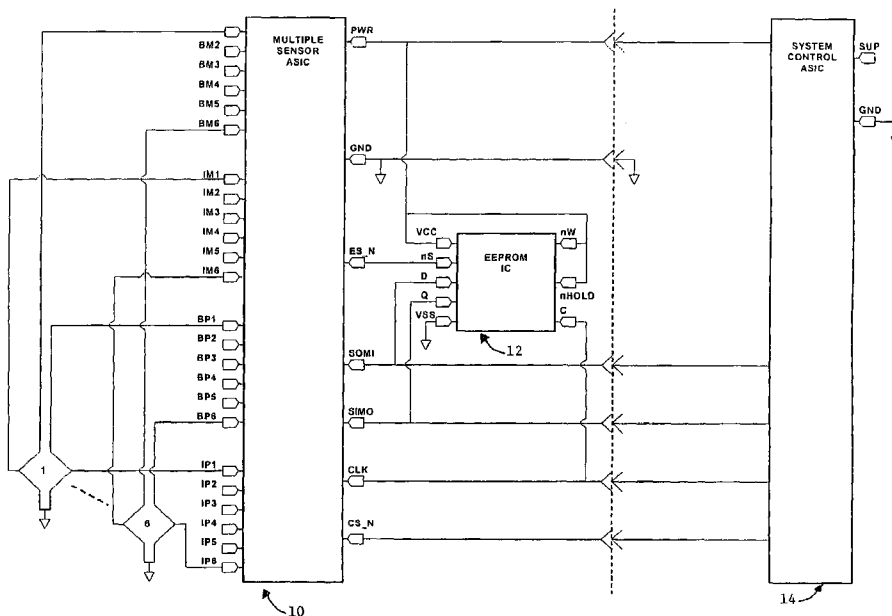 MULTIPLE
SENSOR
ASIC
PWR
SYSTEM
CONTROL
ASIC
SUP
BM2
BM3
BM4
BM5
BM6
GND
GND
IM1
IM2
IM3
IM4
IM5
IM6
ES_N
VCC
nS
D
Q
VSS
EEPROM
IC
nW
nHOLD
C
12
BP1
BP2
BP3
BP4
BP5
BP6
SOMI
SIMO
1
6
IP1
IP2
IP3
IP4
IP5
IP6
CLK
CS_N
10
14